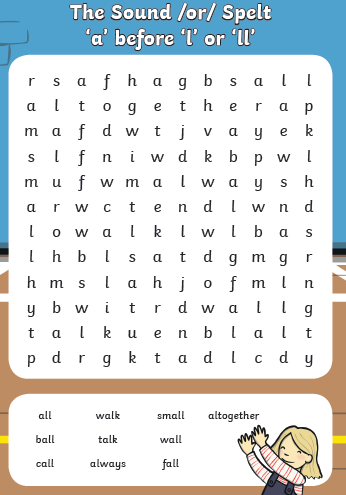 The Sound /or/ Spelt
‘a’ before ‘l’ or ‘ll’
r s a f h a g b s a l l
a l t o g e t h e r a p
m a f d w t j v a y e k
s l f n i w d k b p w l
m u f w m a l w a y s h
a r w c t e n d l w n d
l o w a l k l w l b a s
l h b l s a t d g m g r
h m s l a h j o f m l n
y b w i t r d w a l l g
t a l k u e n b l a l t
p d r g k t a d l c d y
all walk small altogether
ball talk wall
call always fall